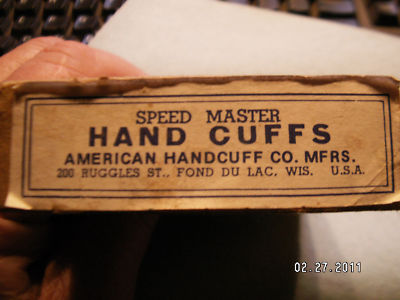 SPEED MASTER
HAND CUFFS
AMERICAN HANDCUFF CO. MFRS.
200 RUGGLES ST., FOND DU LAC, WIS. U.S.A.
02.27.2011